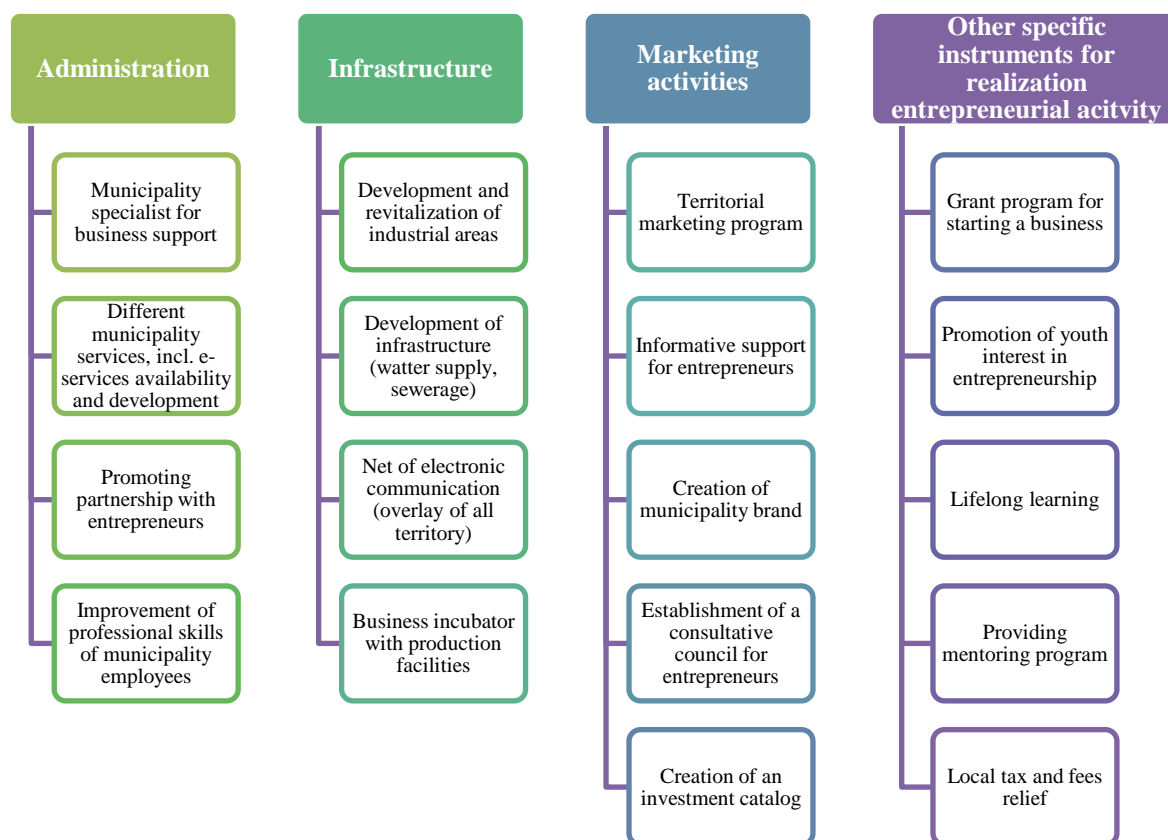 Administration
Municipality
specialist for
business support
Different
municipality
services, incl. e-
services availability
and development
Promoting
partnership with
entrepreneurs
Improvement of
professional skills
of municipality
employees
Infrastructure
Development and
revitalization of
industrial areas
Development of
infrastructure
(watter supply,
sewerage)
Net of electronic
communication
(overlay of all
territory)
Business incubator
with production
facilities
Marketing
activities
Territorial
marketing program
Informative support
for entrepreneurs
Creation of
municipality brand
Establishment of a
consultative
council for
entrepreneurs
Creation of an
investment catalog
Other specific
instruments for
realization
entrepreneurial acitvity
Grant program for
starting a business
Promotion of youth
interest in
entrepreneurship
Lifelong learning
Providing
mentoring program
Local tax and fees
relief